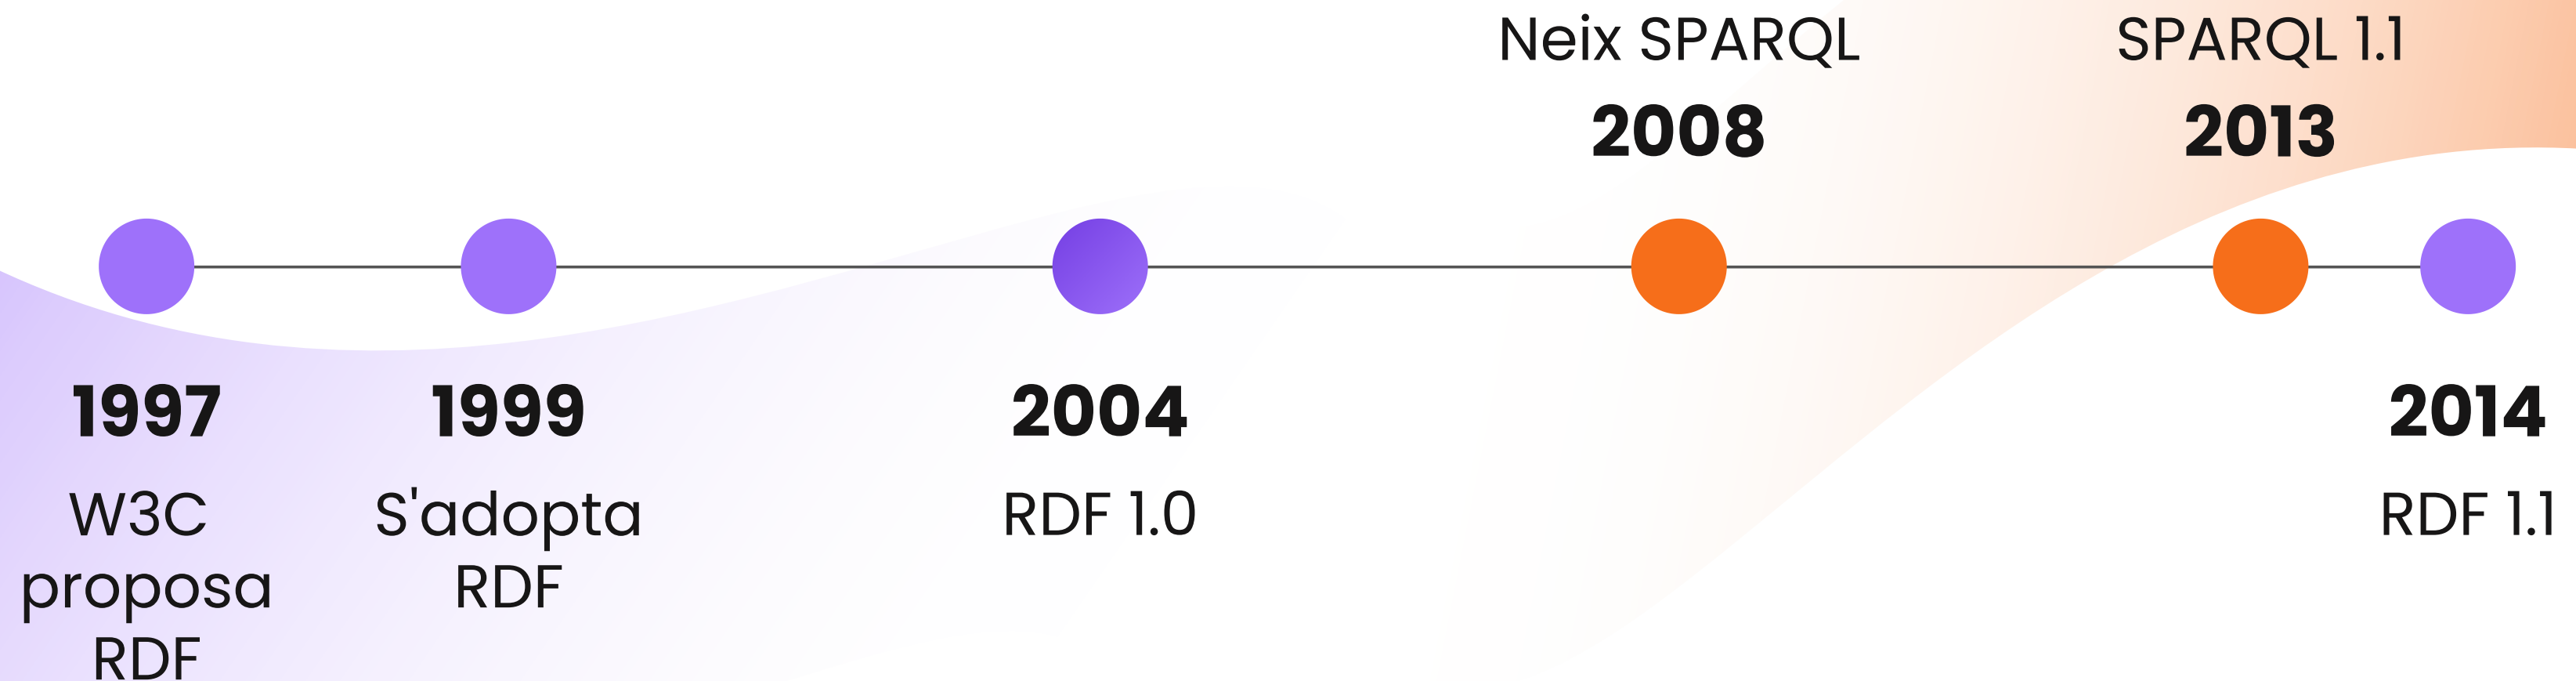 Neix SPARQL
2008
SPARQL 1.1
2013
1997
W3C
proposa
RDF
1999
S'adopta
RDF
2004
RDF 1.0
2014
RDF 1.1